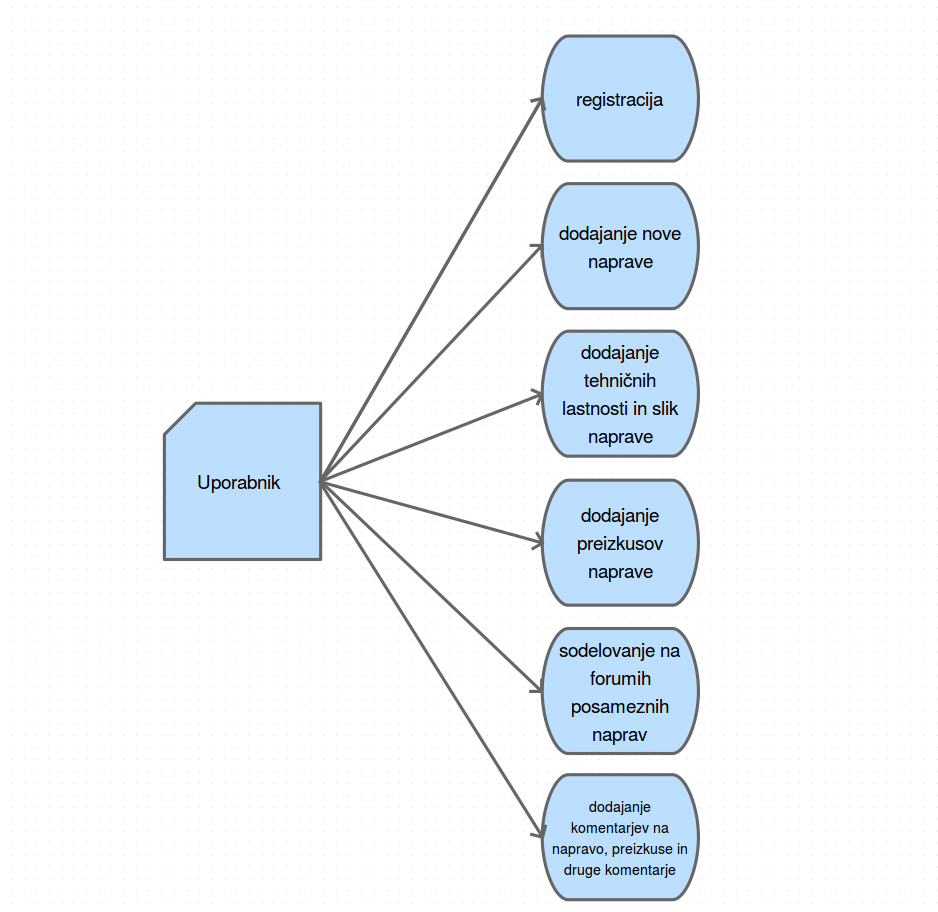 registracija
dodajanje nove
naprave
dodajanje
tehničnih
lastnosti in slik
naprave
Uporabnik
dodajanje
preizkusov
naprave
sodelovanje na
forumih
posameznih
naprav
dodajanje
komentarjev na
napravo, preizkuse in
druge komentarje